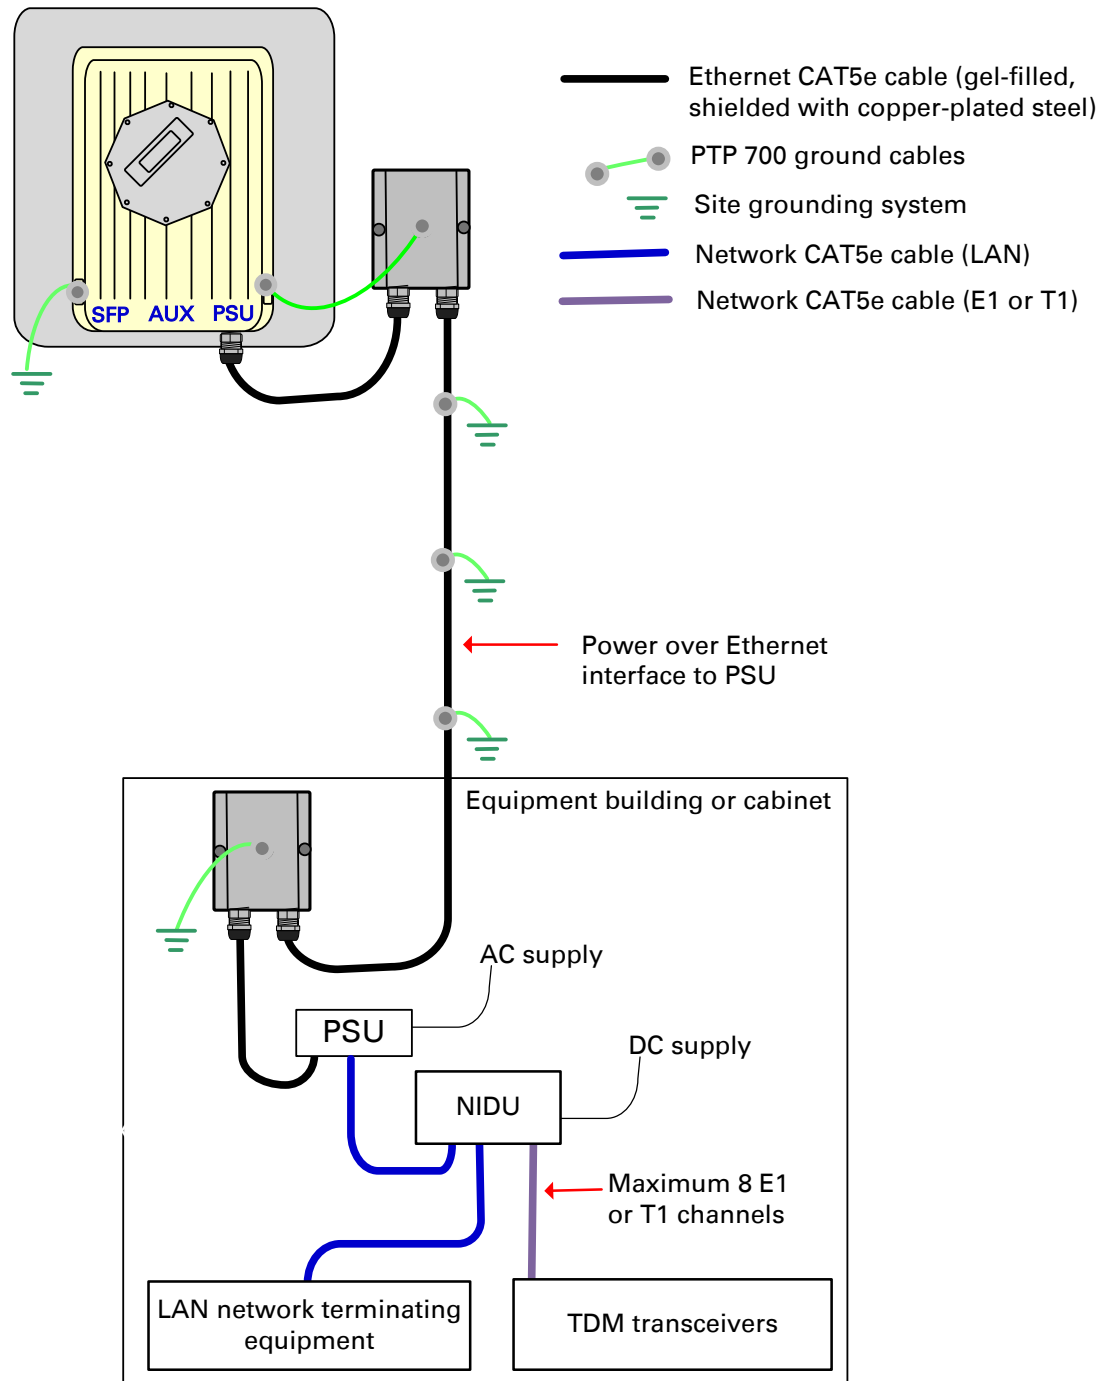 Ethernet CAT5e cable (gel-filled,
shielded with copper-plated steel)
PTP 700 ground cables
Site grounding system
Network CAT5e cable (LAN)
Network CAT5e cable (E1 or T1)
SFP AUX PSU
Power over Ethernet
interface to PSU
Equipment building or cabinet
AC supply
PSU
DC supply
NIDU
Maximum 8 E1
or T1 channels
LAN network terminating
equipment
TDM transceivers